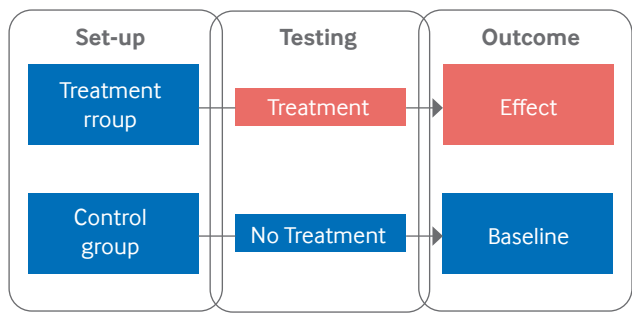 Set-up
Testing
Outcome
Treatment
rroup
Treatment
Effect
Control
group
No Treatment
Baseline